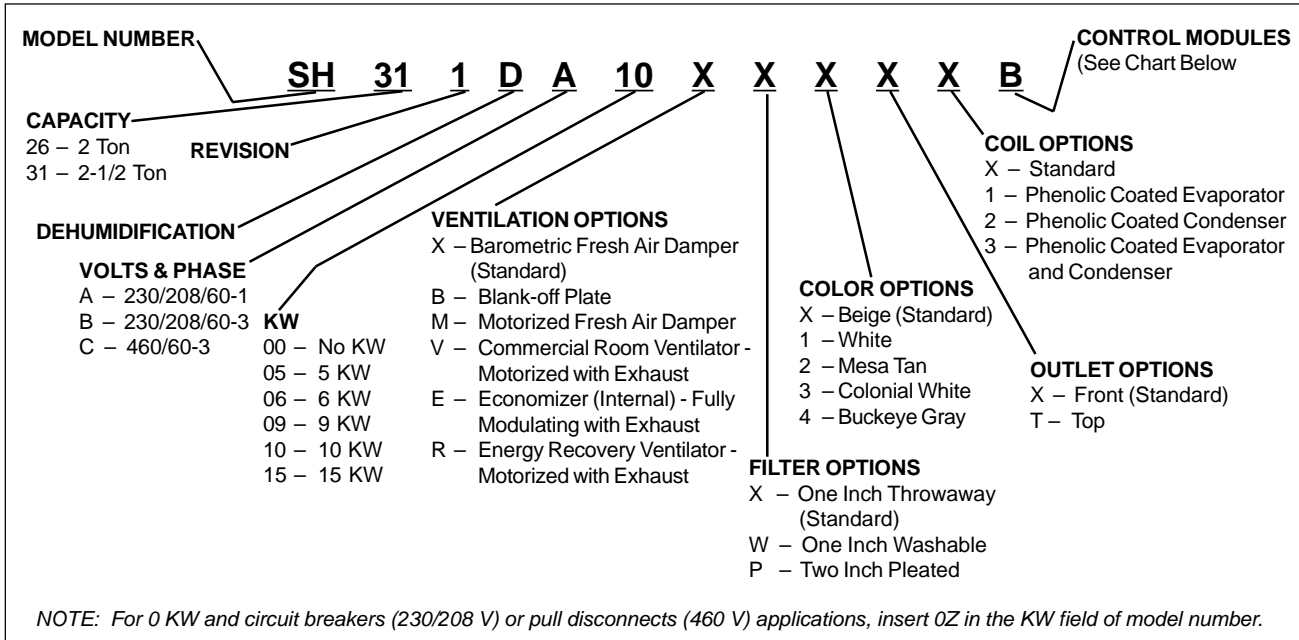 MODEL NUMBER
SH 31 1 D A 10 X X X X X B
CONTROL MODULES
(See Chart Below
CAPACITY
26 – 2 Ton
31 – 2-1/2 Ton
REVISION
DEHUMIDIFICATION
VOLTS & PHASE
A – 230/208/60-1
B – 230/208/60-3
C – 460/60-3
KW
00 – No KW
05 – 5 KW
06 – 6 KW
09 – 9 KW
10 – 10 KW
15 – 15 KW
VENTILATION OPTIONS
X – Barometric Fresh Air Damper
(Standard)
B – Blank-off Plate
M – Motorized Fresh Air Damper
V – Commercial Room Ventilator -
Motorized with Exhaust
E – Economizer (Internal) - Fully
Modulating with Exhaust
R – Energy Recovery Ventilator -
Motorized with Exhaust
FILTER OPTIONS
X – One Inch Throwaway
(Standard)
W – One Inch Washable
P – Two Inch Pleated
COLOR OPTIONS
X – Beige (Standard)
1 – White
2 – Mesa Tan
3 – Colonial White
4 – Buckeye Gray
OUTLET OPTIONS
X – Front (Standard)
T – Top
COIL OPTIONS
X – Standard
1 – Phenolic Coated Evaporator
2 – Phenolic Coated Condenser
3 – Phenolic Coated Evaporator
and Condenser
NOTE: For 0 KW and circuit breakers (230/208 V) or pull disconnects (460 V) applications, insert 0Z in the KW field of model number.